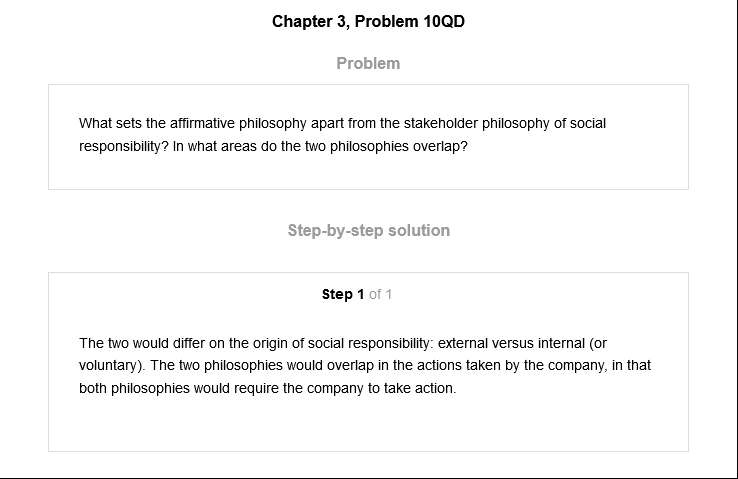 Chapter 3, Problem 10QD
Problem
What sets the affirmative philosophy apart from the stakeholder philosophy of social
responsibility? In what areas do the two philosophies overlap?
Step-by-step solution
Step 1 of 1
The two would differ on the origin of social responsibility: external versus internal (or
voluntary). The two philosophies would overlap in the actions taken by the company, in that
both philosophies would require the company to take action.